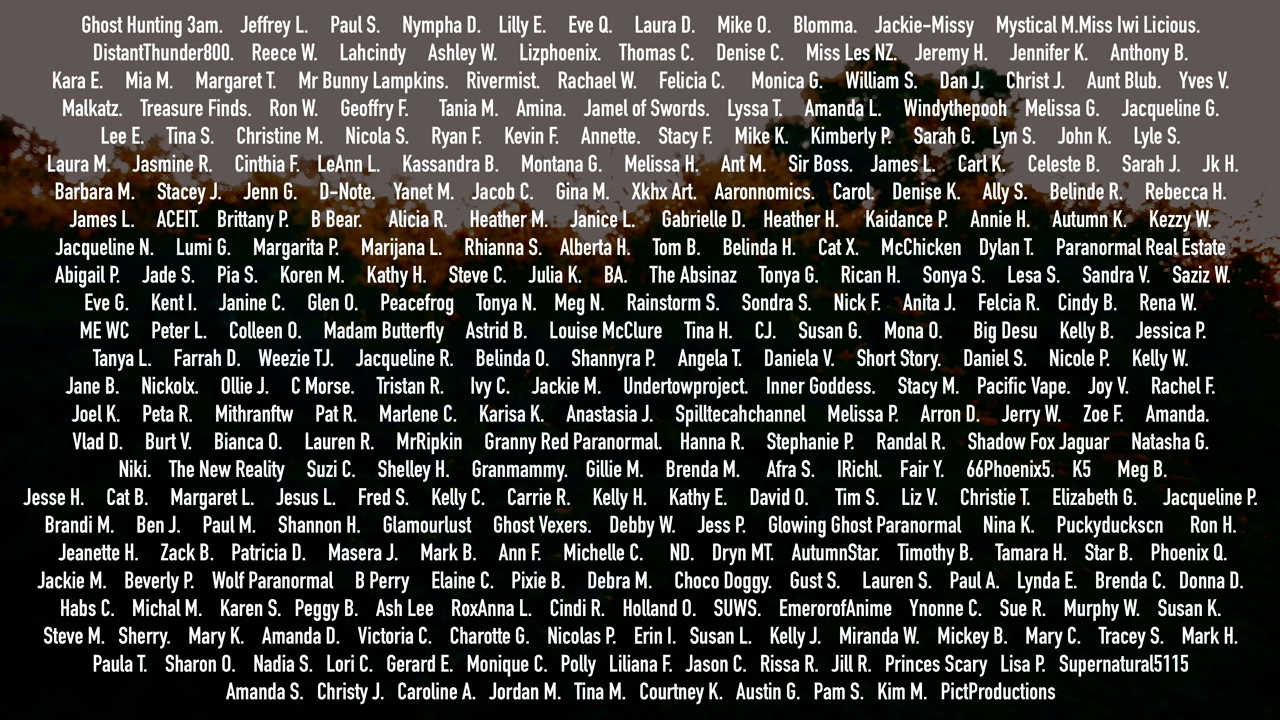 Ghost Hunting 3am. Jeffrey L. Paul S. Nympha D. Lilly E. Eve Q. Laura D. Mike O. Blomma. Jackie-Missy Mystical M.Miss Iwi Licious.
DistantThunder800. Reece W. Lahcindy Ashley W. Lizphoenix. Thomas C. Denise C. Miss Les NZ. Jeremy H. Jennifer K. Anthony B.
Kara E. Mia M. Margaret T. Mr Bunny Lampkins. Rivermist. Rachael W. Felicia C. Monica G. William S. Dan J. Christ J. Aunt Blub. Yves V.
Malkatz. Treasure Finds. Ron W. Geoffry F. Tania M. Amina. Jamel of Swords. Lyssa T. Amanda L. Windythepooh Melissa G. Jacqueline G.
Lee E. Tina S. Christine M. Nicola S. Ryan F. Kevin F. Annette. Stacy F. Mike K. Kimberly P. Sarah G. Lyn S. John K. Lyle S.
Laura M. Jasmine R. Cinthia F. LeAnn L. Kassandra B. Montana G. Melissa H. Ant M. Sir Boss. James L. Carl K. Celeste B. Sarah J. Jk H.
Barbara M. Stacey J. Jenn G. D-Note. Yanet M. Jacob C. Gina M. Xkhx Art. Aaronnomics. Carol. Denise K. Ally S. Belinde R. Rebecca H.
James L. ACEIT. Brittany P. B Bear. Alicia R. Heather M. Janice L. Gabrielle D. Heather H. Kaidance P. Annie H. Autumn K. Kezzy W.
Jacqueline N. Lumi G. Margarita P. Marijana L. Rhianna S. Alberta H. Tom B. Belinda H. Cat X. McChicken Dylan T. Paranormal Real Estate
Abigail P. Jade S. Pia S. Koren M. Kathy H. Steve C. Julia K. BA. The Absinaz Tonya G. Rican H. Sonya S. Lesa S. Sandra V. Saziz W.
Eve G. Kent I. Janine C. Glen O. Peacefrog Tonya N. Meg N. Rainstorm S. Sondra S. Nick F. Anita J. Felcia R. Cindy B. Rena W.
ME WC Peter L. Colleen O. Madam Butterfly Astrid B. Louise McClure Tina H. CJ. Susan G. Mona O. Big Desu Kelly B. Jessica P.
Tanya L. Farrah D. Weezie TJ. Jacqueline R. Belinda O. Shannyra P. Angela T. Daniela V. Short Story. Daniel S. Nicole P. Kelly W.
Jane B. Nickolx. Ollie J. C Morse. Tristan R. Ivy C. Jackie M. Undertowproject. Inner Goddess. Stacy M. Pacific Vape. Joy V. Rachel F.
Joel K. Peta R. Mithranftw Pat R. Marlene C. Karisa K. Anastasia J. Spilltecahchannel Melissa P. Arron D. Jerry W. Zoe F. Amanda.
Vlad D. Burt V. Bianca O. Lauren R. MrRipkin Granny Red Paranormal. Hanna R. Stephanie P. Randal R. Shadow Fox Jaguar Natasha G.
Niki. The New Reality Suzi C. Shelley H. Granmammy. Gillie M. Brenda M. Afra S. IRichl. Fair Y. 66Phoenix5. K5 Meg B.
Jesse H. Cat B. Margaret L. Jesus L. Fred S. Kelly C. Carrie R. Kelly H. Kathy E. David O. Tim S. Liz V. Christie T. Elizabeth G. Jacqueline P.
Brandi M. Ben J. Paul M. Shannon H. Glamourlust Ghost Vexers. Debby W. Jess P. Glowing Ghost Paranormal Nina K. Puckyduckscn Ron H.
Jeanette H. Zack B. Patricia D. Masera J. Mark B. Ann F. Michelle C. ND. Dryn MT. AutumnStar. Timothy B. Tamara H. Star B. Phoenix Q.
Jackie M. Beverly P. Wolf Paranormal B Perry Elaine C. Pixie B. Debra M. Choco Doggy. Gust S. Lauren S. Paul A. Lynda E. Brenda C. Donna D.
Habs C. Michal M. Karen S. Peggy B. Ash Lee RoxAnna L. Cindi R. Holland O. SUWS. EmerorofAnime Ynonne C. Sue R. Murphy W. Susan K.
Steve M. Sherry. Mary K. Amanda D. Victoria C. Charotte G. Nicolas P. Erin I. Susan L. Kelly J. Miranda W. Mickey B. Mary C. Tracey S. Mark H.
Paula T. Sharon O. Nadia S. Lori C. Gerard E. Monique C. Polly Liliana F. Jason C. Rissa R. Jill R. Princes Scary Lisa P. Supernatural5115
Amanda S. Christy J. Caroline A. Jordan M. Tina M. Courtney K. Austin G. Pam S. Kim M. PictProductions